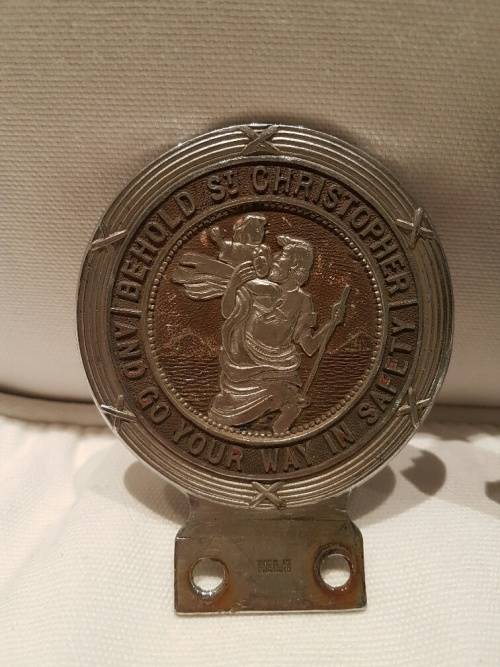 BEHOLD ST CHRISTOPHER
AND GO YOUR WAY IN SAFETY